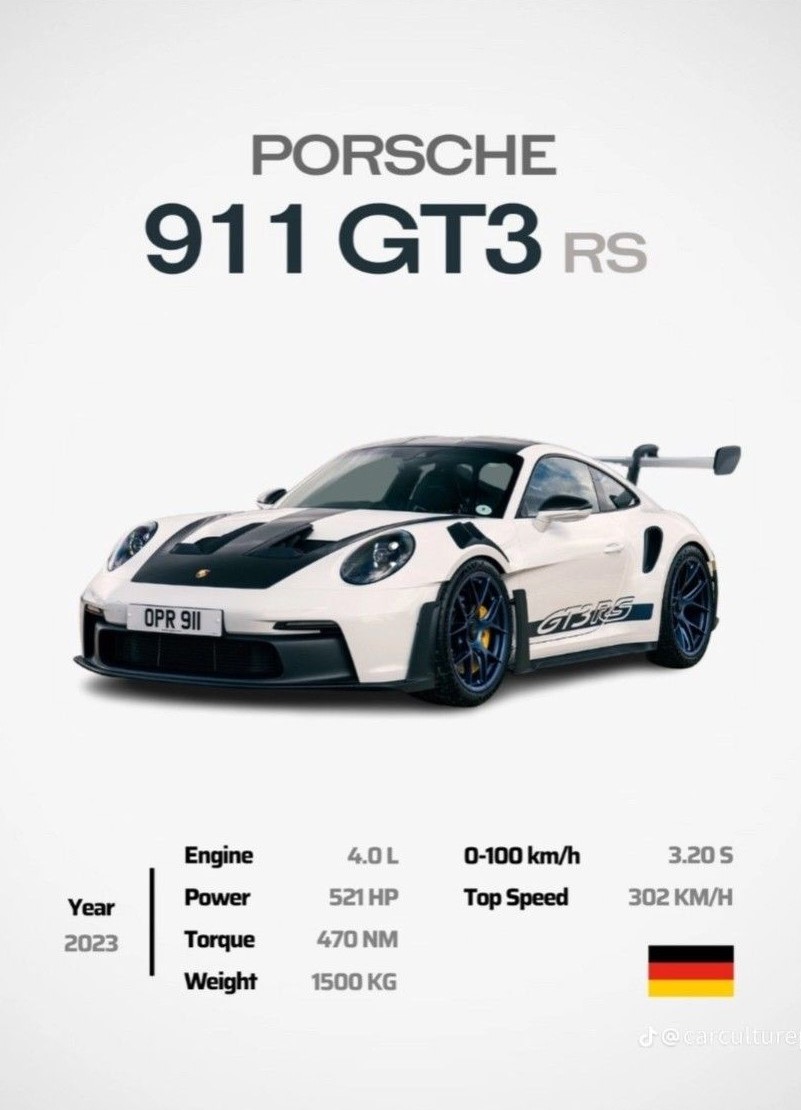 PORSCHE
911 GT3 RS
OPR 911
GT3RS
Year
2023
Engine 4.0 L
Power 521 HP
Torque 470 NM
Weight 1500 KG
0-100 km/h 3.20 S
Top Speed 302 KM/H
@carculture